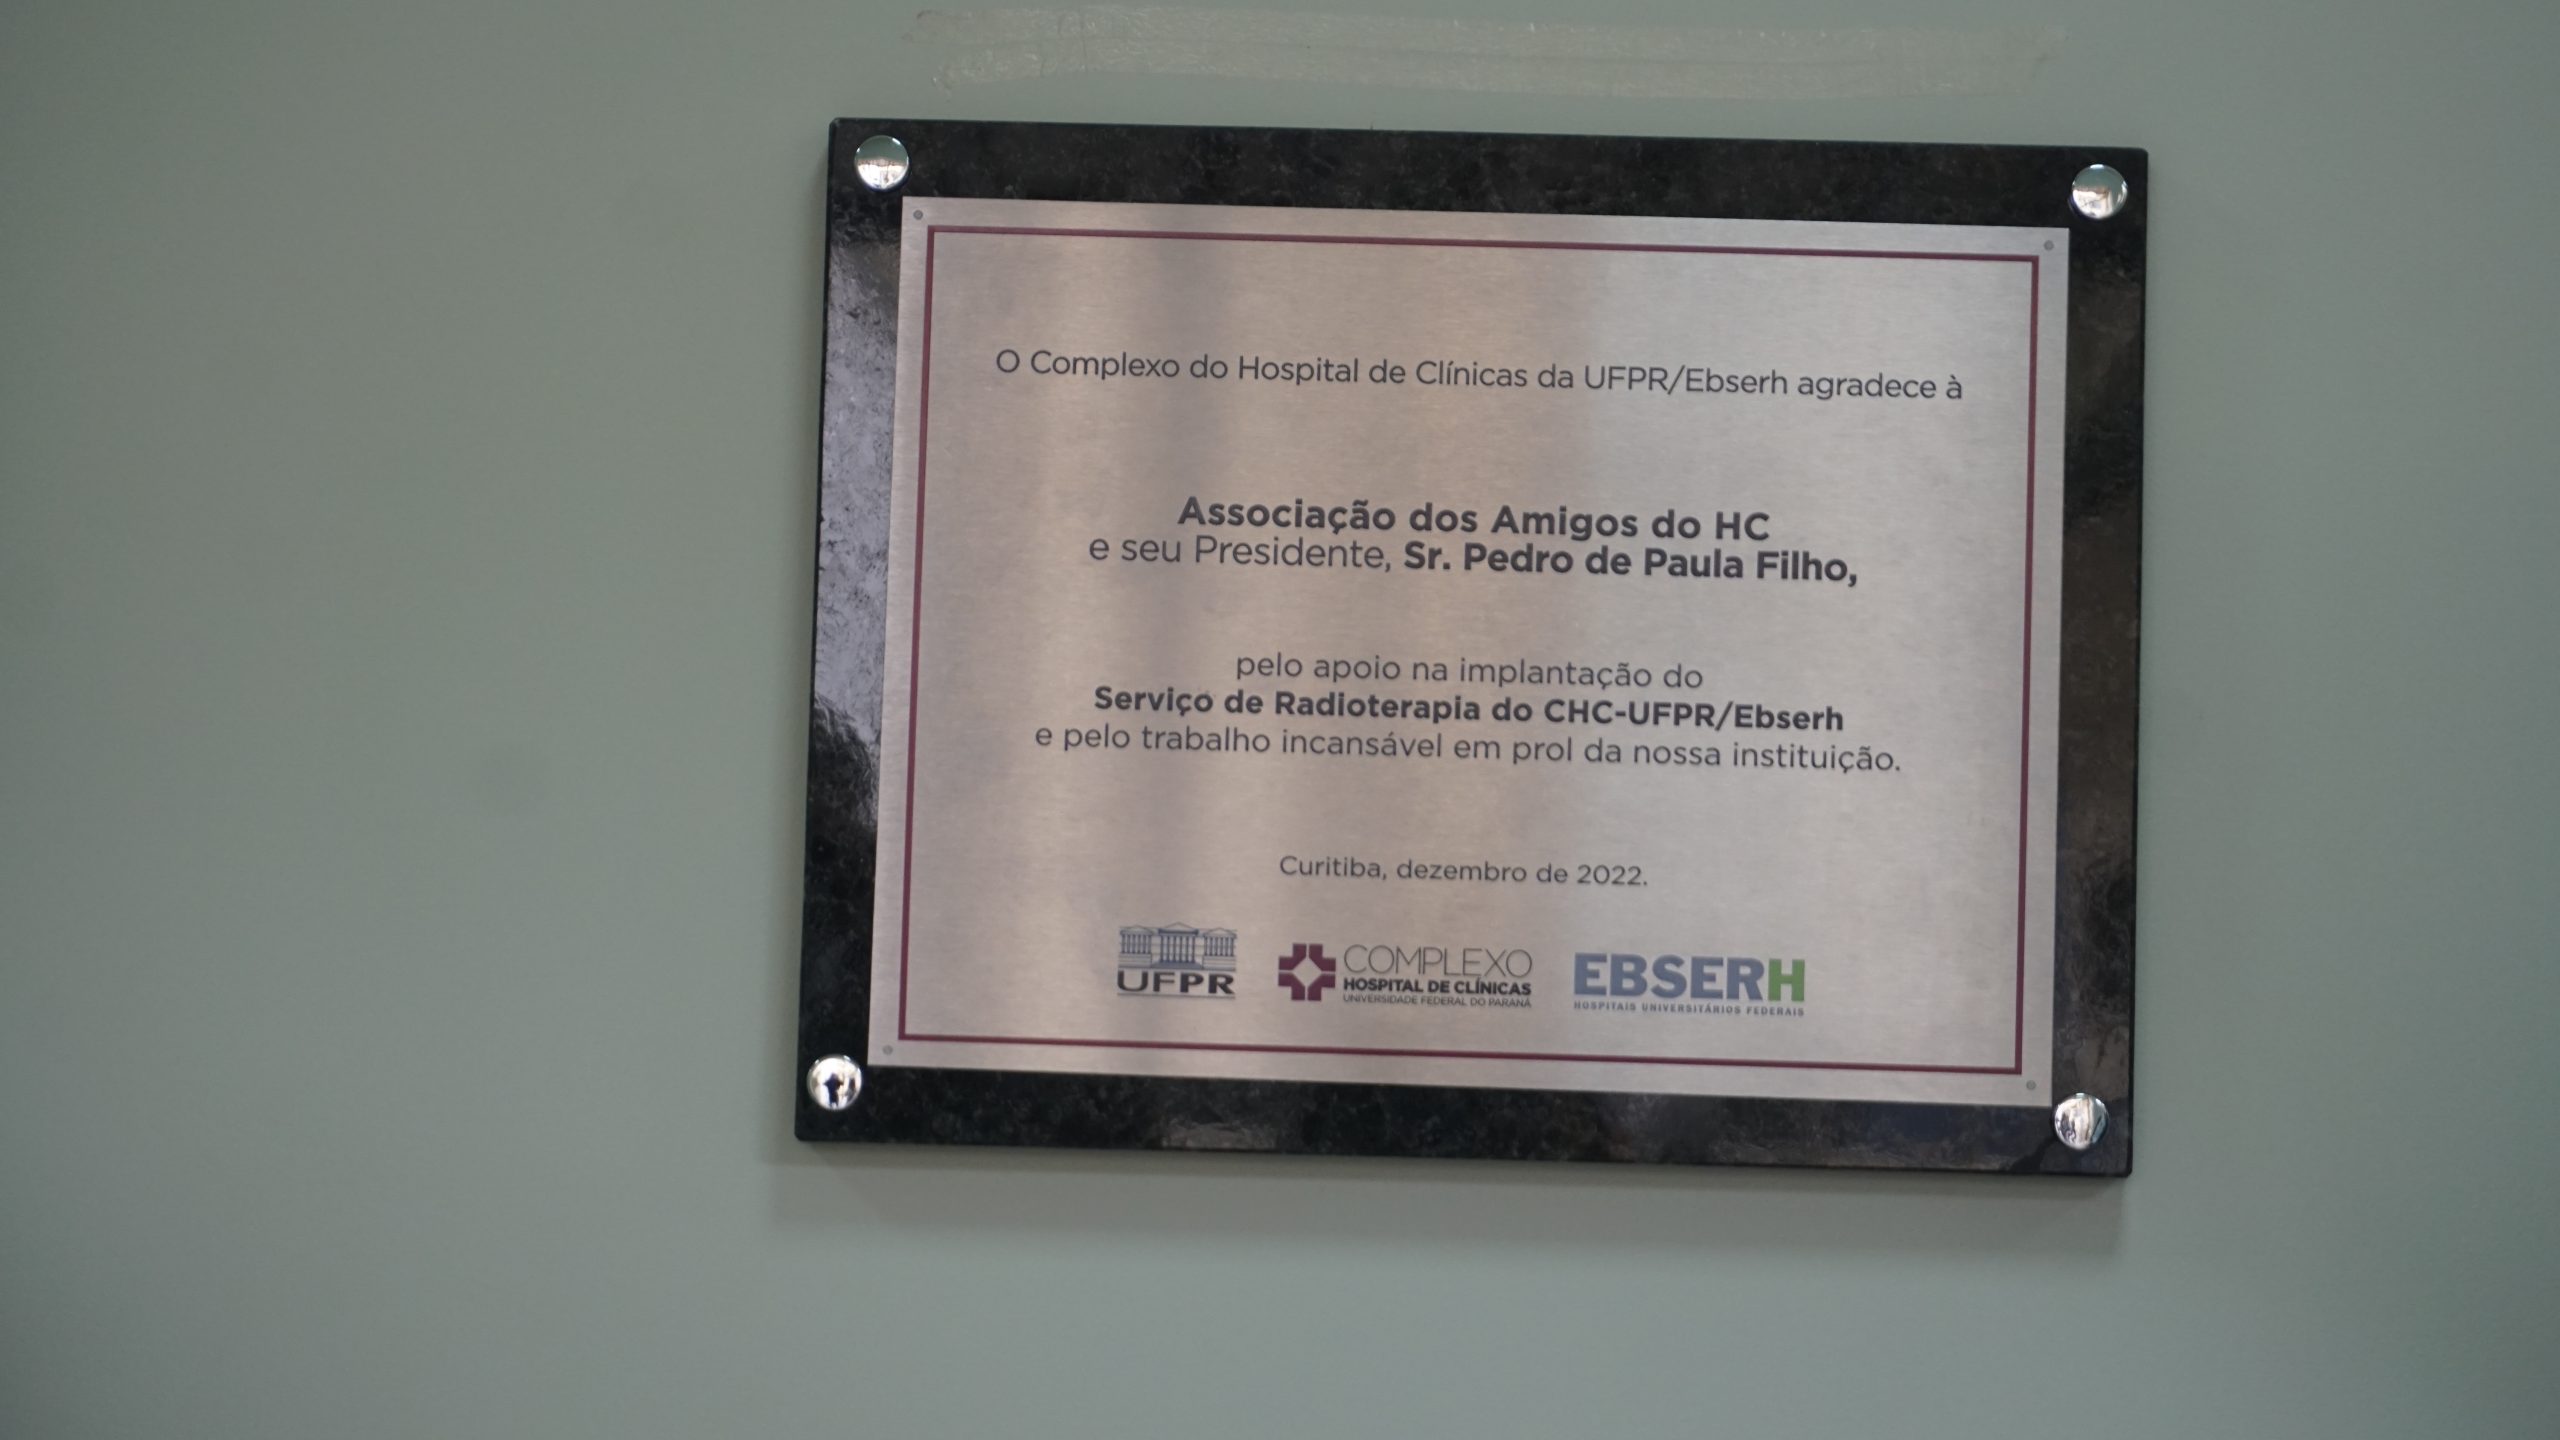 O Complexo do Hospital de Clínicas da UFPR/Ebserh agradece à
Associação dos Amigos do HC
e seu Presidente, Sr. Pedro de Paula Filho,
pelo apoio na implantação do
Serviço de Radioterapia do CHC-UFPR/Ebserh
e pelo trabalho incansável em prol da nossa instituição.
Curitiba, dezembro de 2022.
UFPR
COMPLEXO
HOSPITAL DE CLÍNICAS
UNIVERSIDADE FEDERAL DO PARANÁ
EBSERH
HOSPITAIS UNIVERSITÁRIOS FEDERAIS